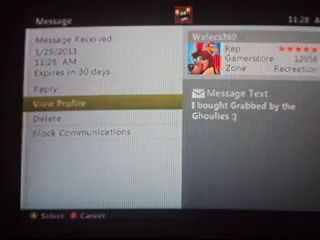 Message
11:28 A
Message Received
1/29/2013
11:28 AM
Expires in 30 days
Reply
View Profile
Delete
Block Communications
Walecs360
Rep
Gamerscore 12956
Zone Recreation
Message Text
I bought Grabbed by the
Ghoulies :]
A Select B Cancel